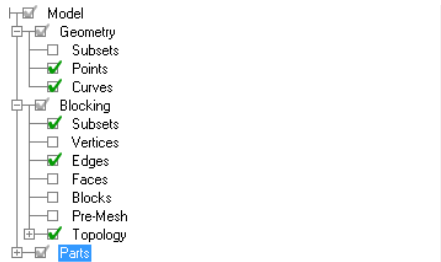 Model
Geometry
Subsets
Points
Curves
Blocking
Subsets
Vertices
Edges
Faces
Blocks
Pre-Mesh
Topology
Parts